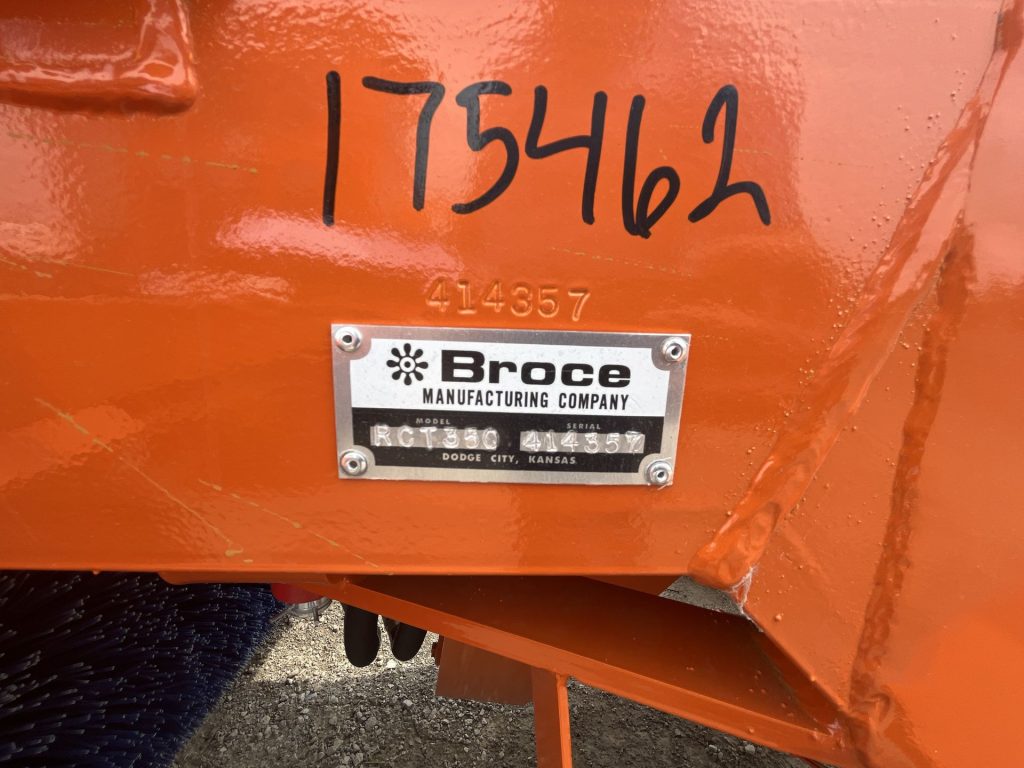 175462
414357
Broce
MANUFACTURING COMPANY
MODEL SERIAL
RCT350 414357
DODGE CITY, KANSAS